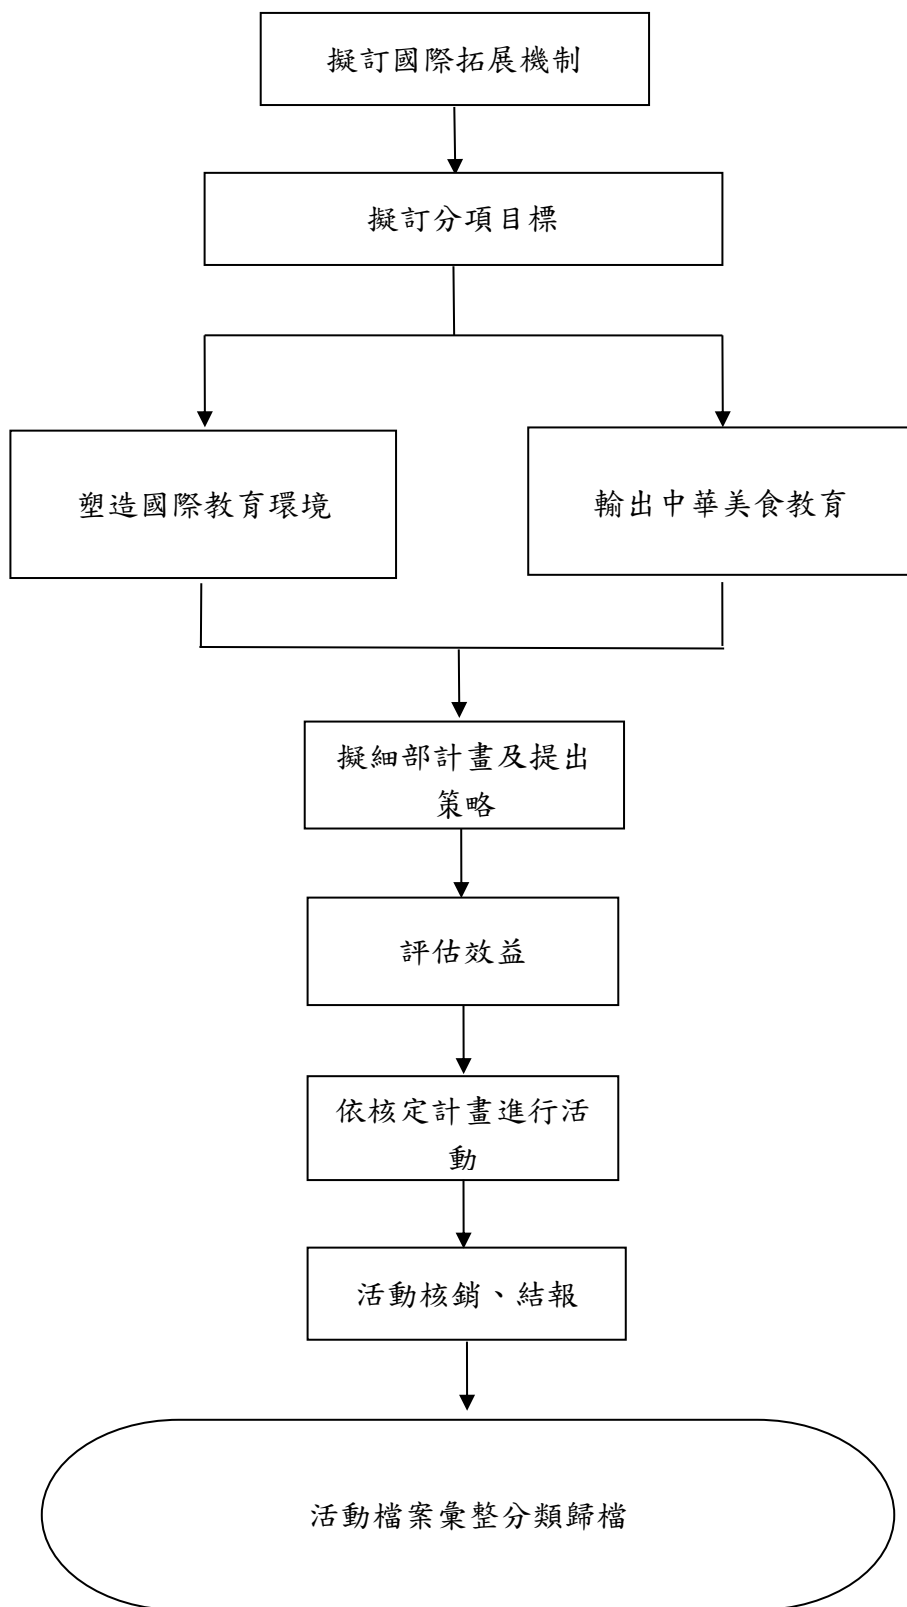 擬訂國際拓展機制
擬訂分項目標
塑造國際教育環境
輸出中華美食教育
擬細部計畫及提出
策略
評估效益
依核定計畫進行活
動
活動核銷、結報
活動檔案彙整分類歸檔